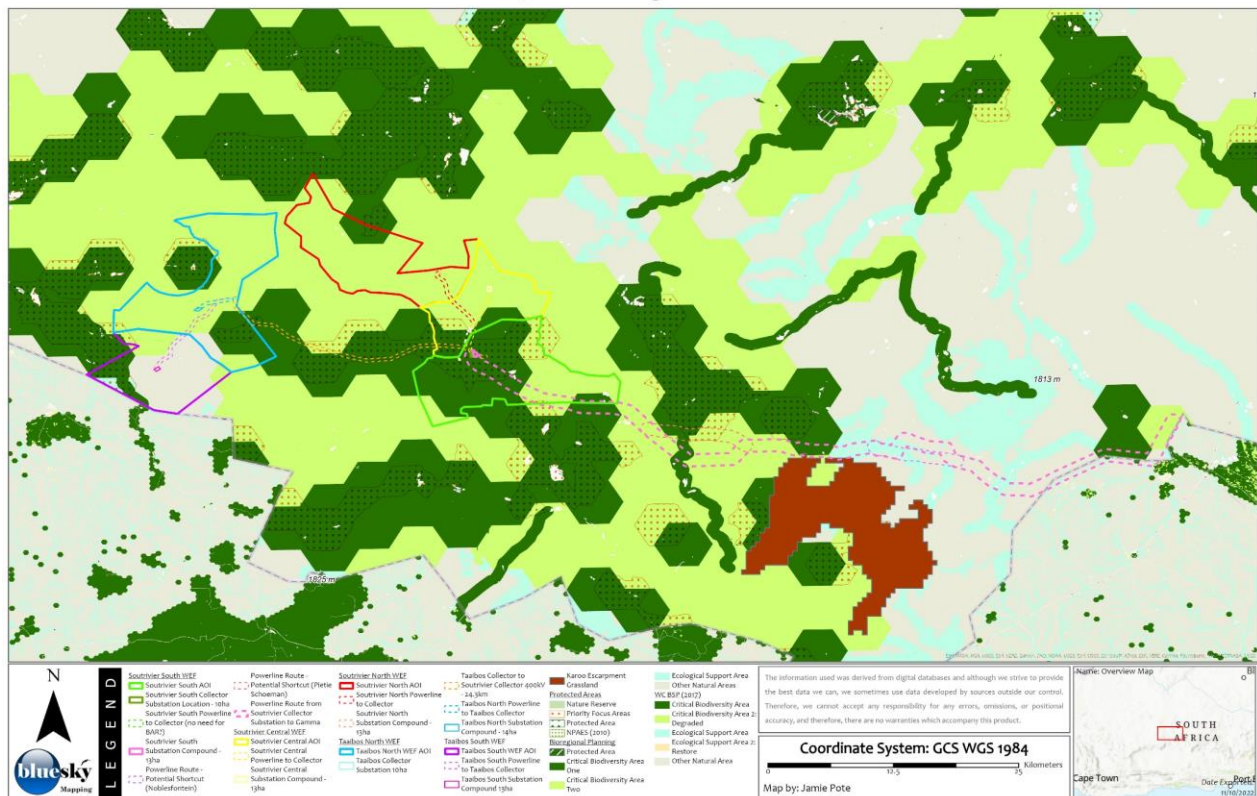 1813 m
1825 m
N
bluesky
Mapping
LEGEND
Soutrivier South WEF
Soutrivier South AOI
Soutrivier South Collector
Substation Location - 10ha
Soutrivier South Powerline
to Collector (no need for
BAR?)
Soutrivier South
Substation Compound -
13ha
Powerline Route -
Potential Shortcut
(Noblesfontein)
Powerline Route -
Potential Shortcut (Pletie
Schoeman)
Powerline Route from
Soutrivier Collector
Substation to Gamma
Soutrivier Central WEF
Soutrivier Central AOI
Soutrivier Central
Powerline to Collector
Soutrivier Central
Substation Compound -
13ha
Soutrivier North WEF
Soutrivier North AOI
Soutrivier North Powerline
to Collector
Soutrivier North
Substation Compound -
13ha
Taaibos North WEF
Taaibos North WEF AOI
Taaibos Collector
Substation 10ha
Taaibos Collector to
Soutrivier Collector 400kV
- 24.3km
Taaibos North Powerline
to Taaibos Collector
Taaibos North Substation
Compound - 14ha
Taaibos South WEF
Taaibos South WEF AOI
Taaibos South Powerline
to Taaibos Collector
Taaibos South Substation
Compound 13ha
Karoo Escarpment
Grassland
Protected Areas
Nature Reserve
Priority Focus Areas
Protected Area
NPAES (2010)
Bioregional Planning
Protected Area
Critical Biodiversity Area
One
Critical Biodiversity Area
Two
Ecological Support Area
Other Natural Areas
WC BSP (2017)
Critical Biodiversity Area
Critical Biodiversity Area 2:
Degraded
Ecological Support Area
Ecological Support Area 2:
Restore
Other Natural Area
The information used was derived from digital databases and although we strive to provide
the best data we can, we sometimes use data developed by sources outside our control.
Therefore, we cannot accept any responsibility for any errors, omissions, or positional
accuracy, and therefore, there are no warranties which accompany this product.
Coordinate System: GCS WGS 1984
0 12.5 25 Kilometers
Map by: Jamie Pote
Name: Overview Map
SOUTH
AFRICA
Cape Town
Port
Date Exported:
11/10/2022